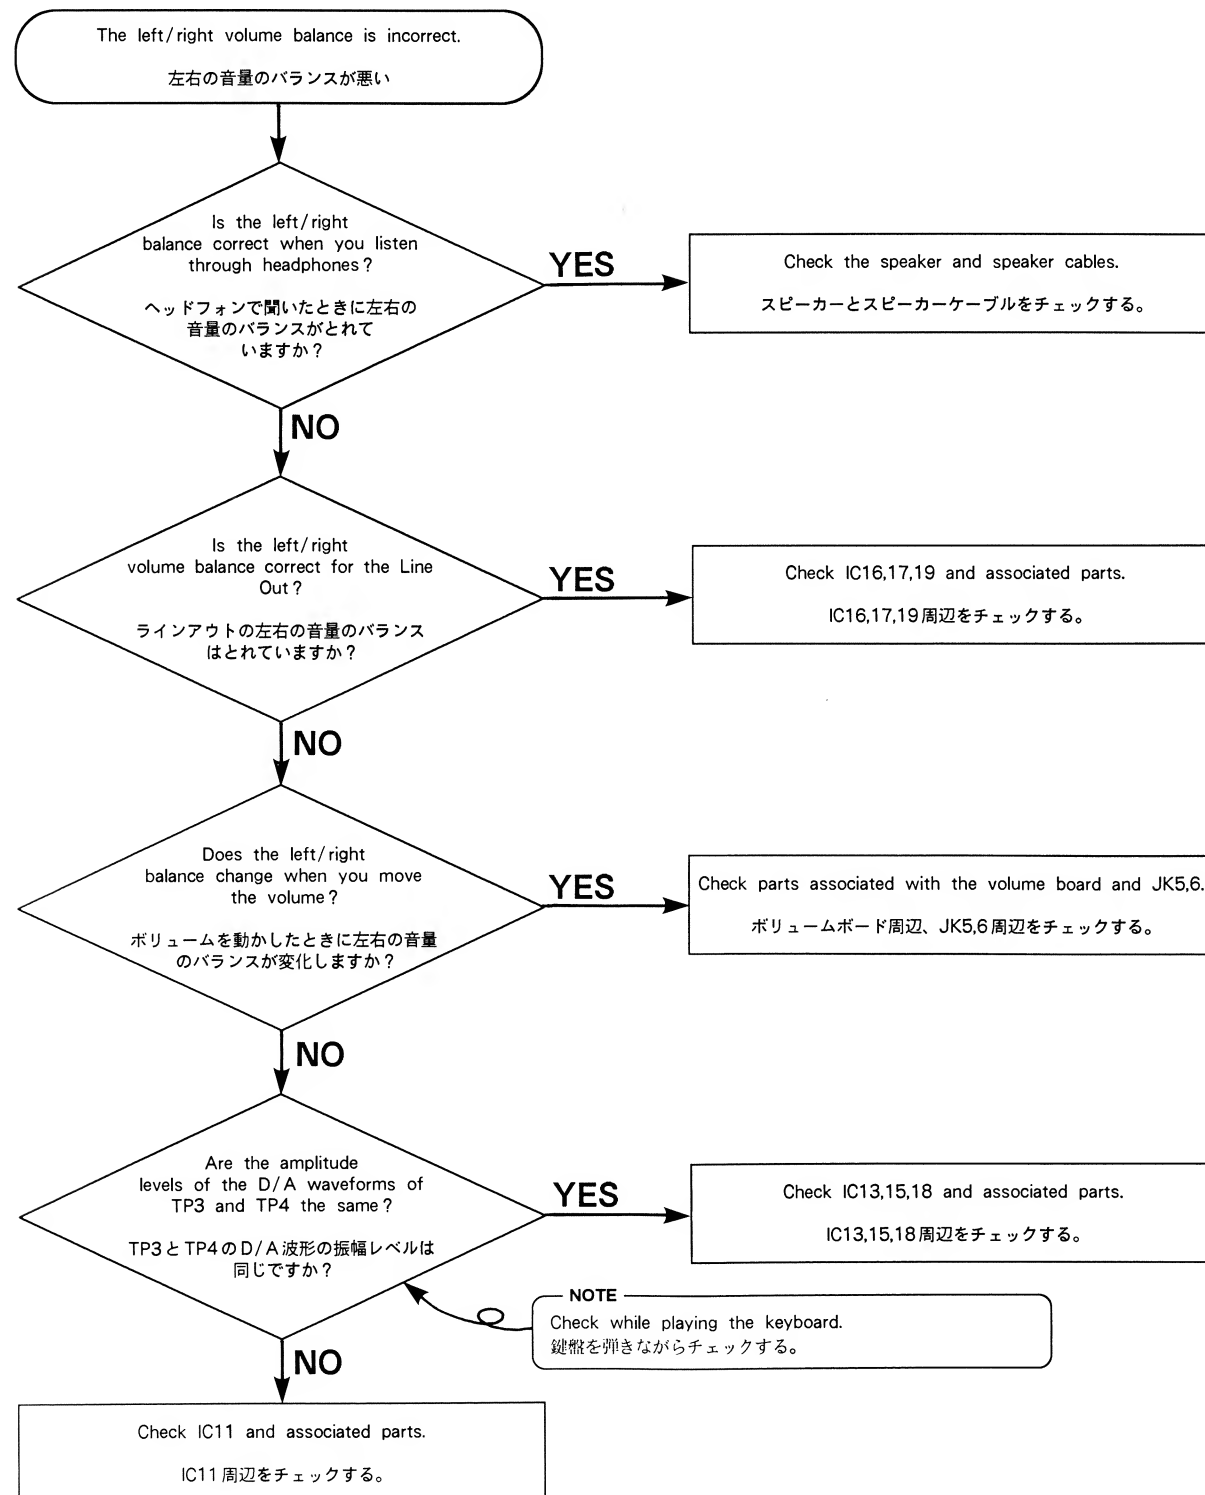 The left/right volume balance is incorrect.
左右の音量のバランスが悪い
Is the left/right
balance correct when you listen
through headphones?
ヘッドフォンで聞いたときに左右の
音量のバランスがとれて
いますか？
YES
Check the speaker and speaker cables.
スピーカーとスピーカーケーブルをチェックする。
NO
Is the left/right
volume balance correct for the Line
Out?
ラインアウトの左右の音量のバランス
はとれていますか？
YES
Check IC16,17,19 and associated parts.
IC16,17,19周辺をチェックする。
NO
Does the left/right
balance change when you move
the volume?
ボリュームを動かしたときに左右の音量
のバランスが変化しますか？
YES
Check parts associated with the volume board and JK5,6.
ボリュームボード周辺、JK5,6周辺をチェックする。
NO
Are the amplitude
levels of the D/A waveforms of
TP3 and TP4 the same?
TP3とTP4のD/A波形の振幅レベルは
同じですか？
YES
Check IC13,15,18 and associated parts.
IC13,15,18周辺をチェックする。
NOTE
Check while playing the keyboard.
鍵盤を弾きながらチェックする。
NO
Check IC11 and associated parts.
IC11周辺をチェックする。